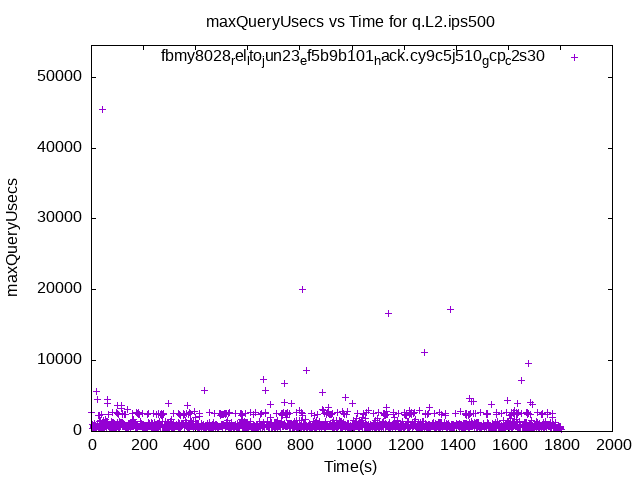 maxQueryUsecs vs Time for q.L2.ips500
fbmy8028relltojun23ef5b9b101hack.cy9c5j510gcpc2s30
50000
40000
30000
20000
10000
0
0 200 400 600 800 1000 1200 1400 1600 1800 2000
maxQueryUsecs
Time(s)